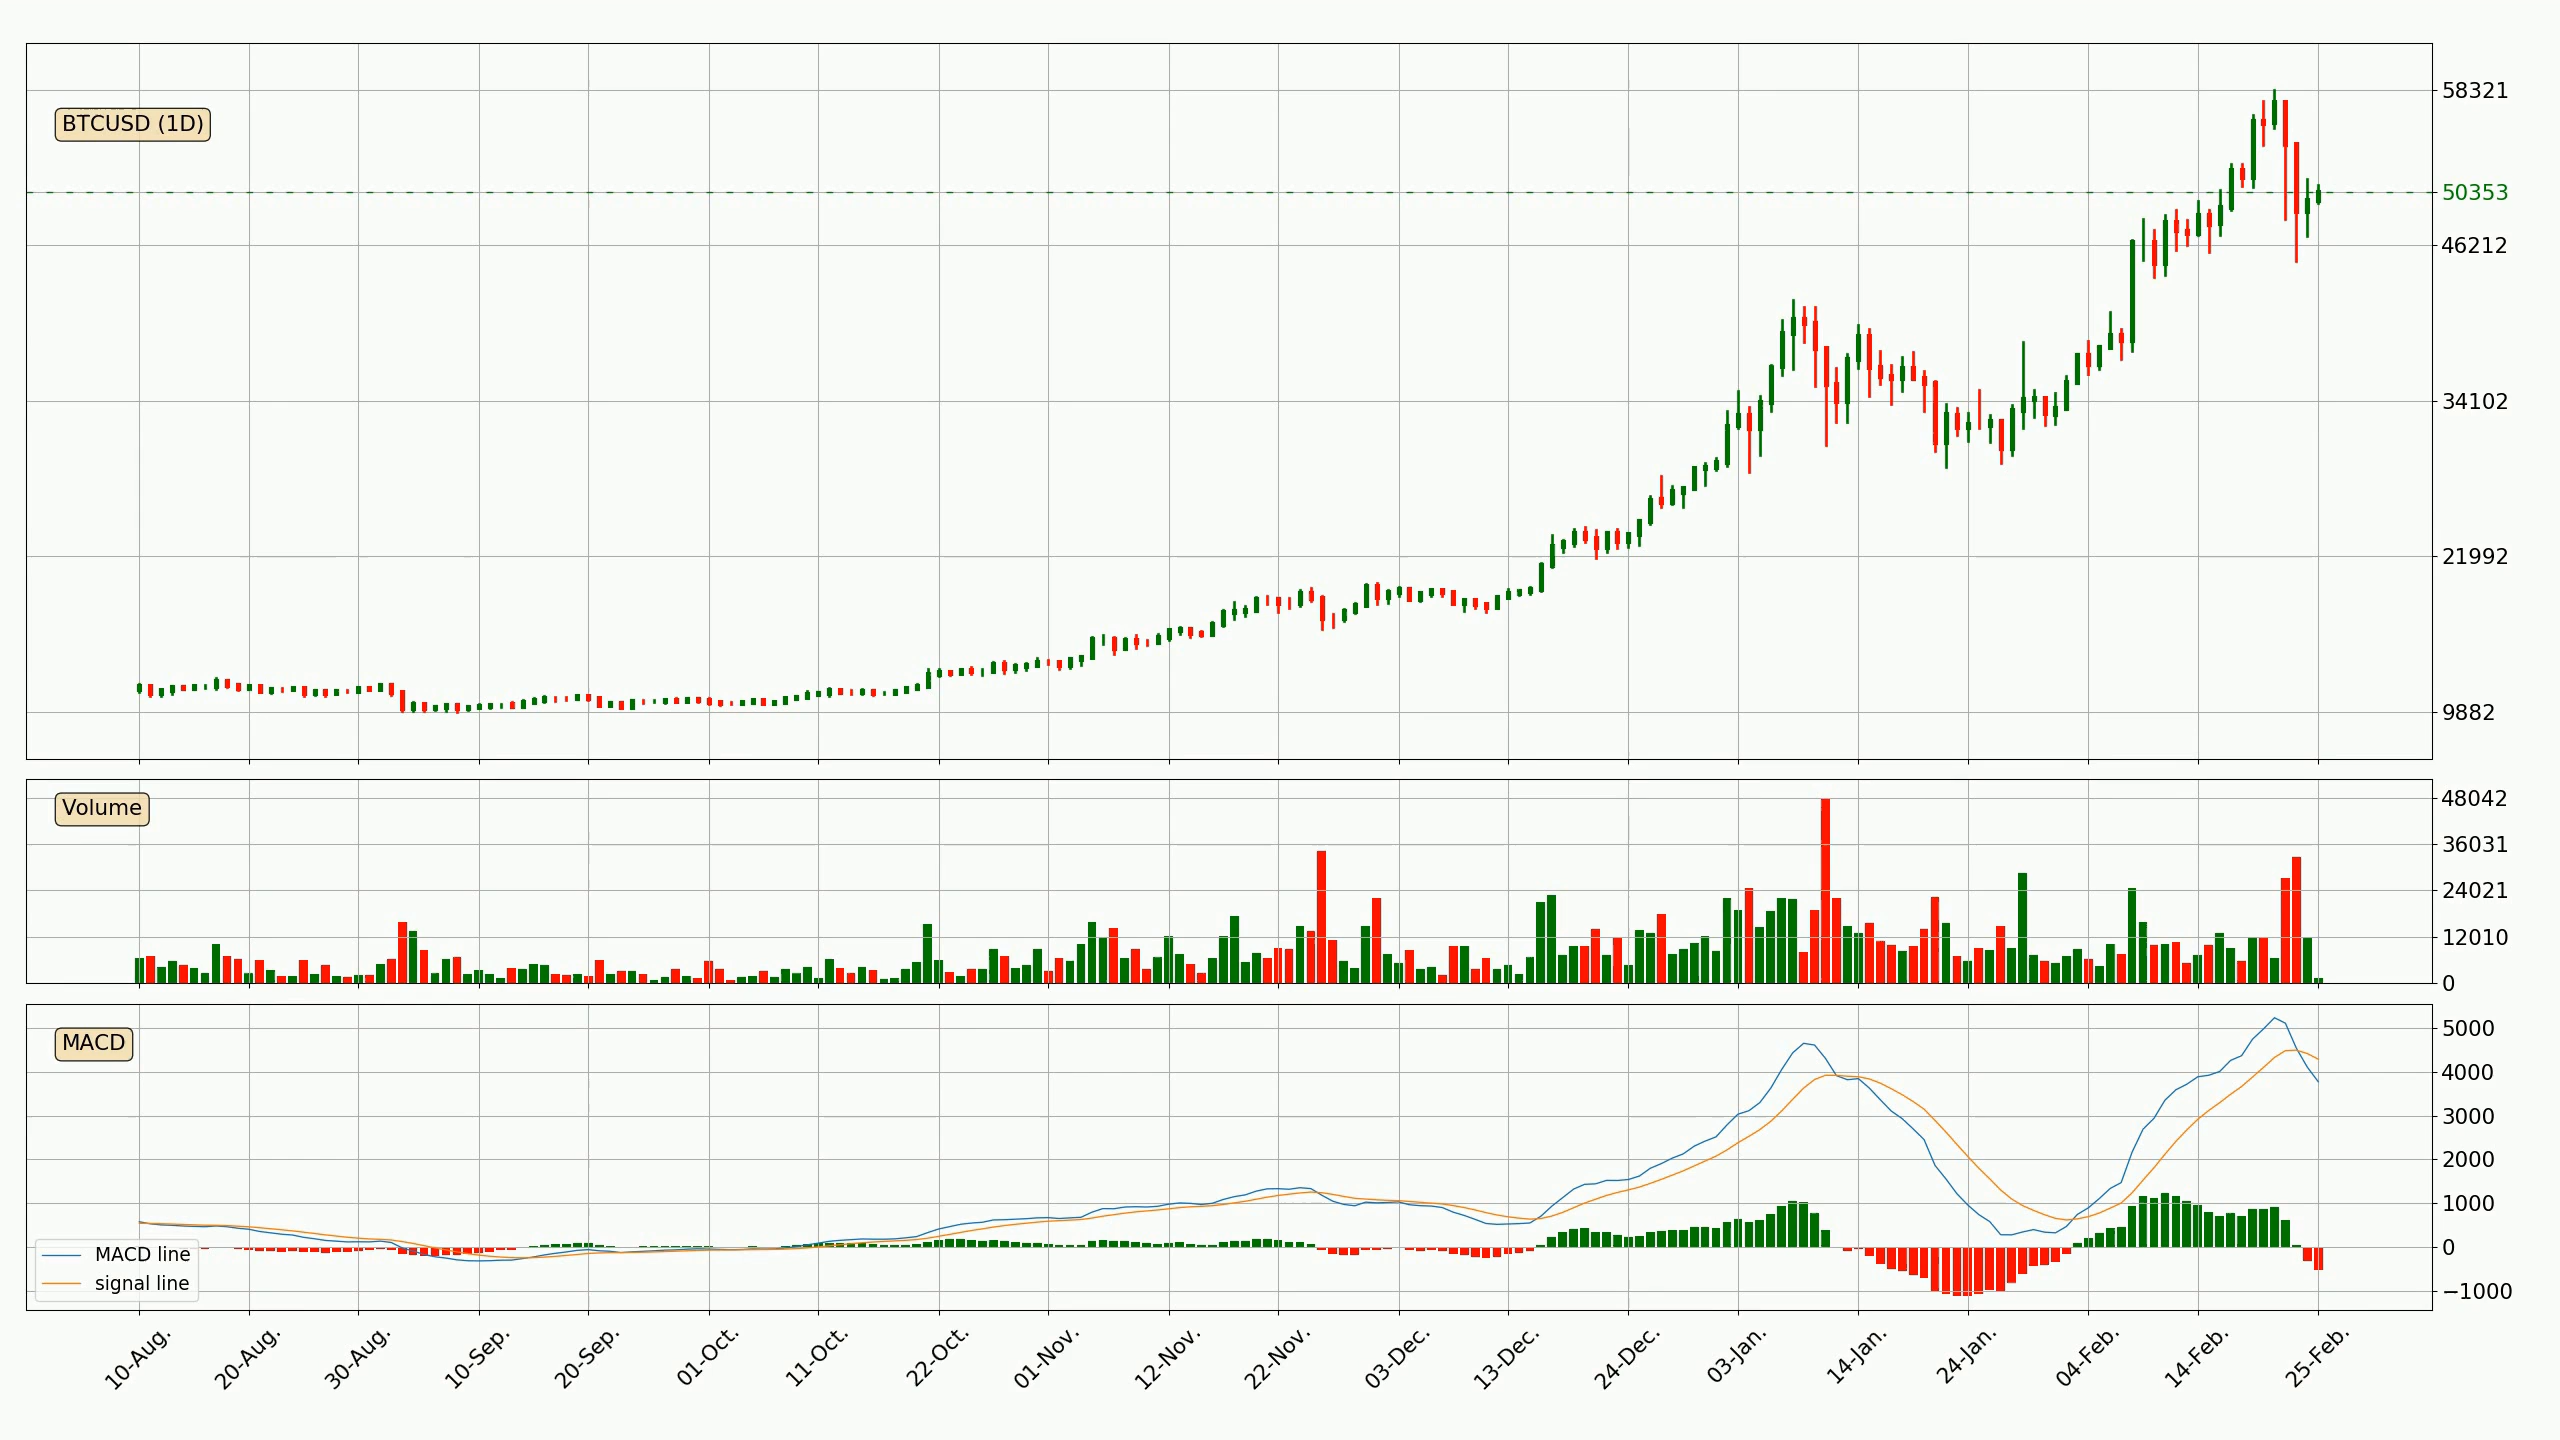 BTCUSD (1D)
58321
50353
46212
34102
21992
9882
Volume
48042
36031
24021
12010
0
MACD
5000
4000
3000
2000
1000
0
−1000
MACD line
signal line
10-Aug.
20-Aug.
30-Aug.
10-Sep.
20-Sep.
01-Oct.
11-Oct.
22-Oct.
01-Nov.
12-Nov.
22-Nov.
03-Dec.
13-Dec.
24-Dec.
03-Jan.
14-Jan.
24-Jan.
04-Feb.
14-Feb.
25-Feb.